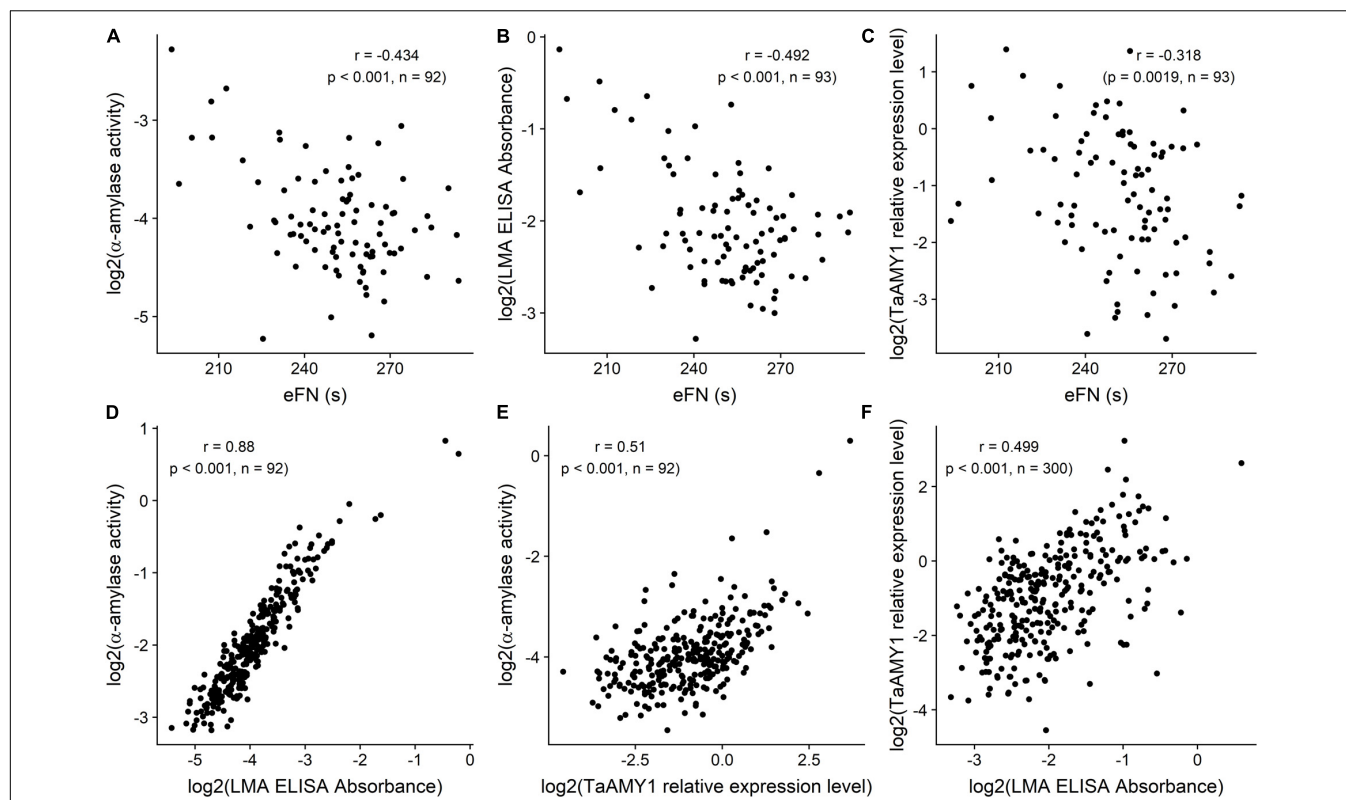 A
r = -0.434
p < 0.001, n = 92)
log2(α-amylase activity)
-3
-4
-5
210 240 270
eFN (s)
B
r = -0.492
p < 0.001, n = 93)
log2(LMA ELISA Absorbance)
0
-1
-2
-3
210 240 270
eFN (s)
C
r = -0.318
(p = 0.0019, n = 93)
log2(TaAMY1 relative expression level)
1
0
-1
-2
-3
210 240 270
eFN (s)
D
r = 0.88
p < 0.001, n = 92)
log2(α-amylase activity)
1
0
-1
-2
-3
-5 -4 -3 -2 -1 0
log2(LMA ELISA Absorbance)
E
r = 0.51
p < 0.001, n = 92)
log2(α-amylase activity)
0
-2
-4
-2.5 0.0 2.5
log2(TaAMY1 relative expression level)
F
r = 0.499
p < 0.001, n = 300)
log2(TaAMY1 relative expression level)
2
0
-2
-4
-3 -2 -1 0
log2(LMA ELISA Absorbance)